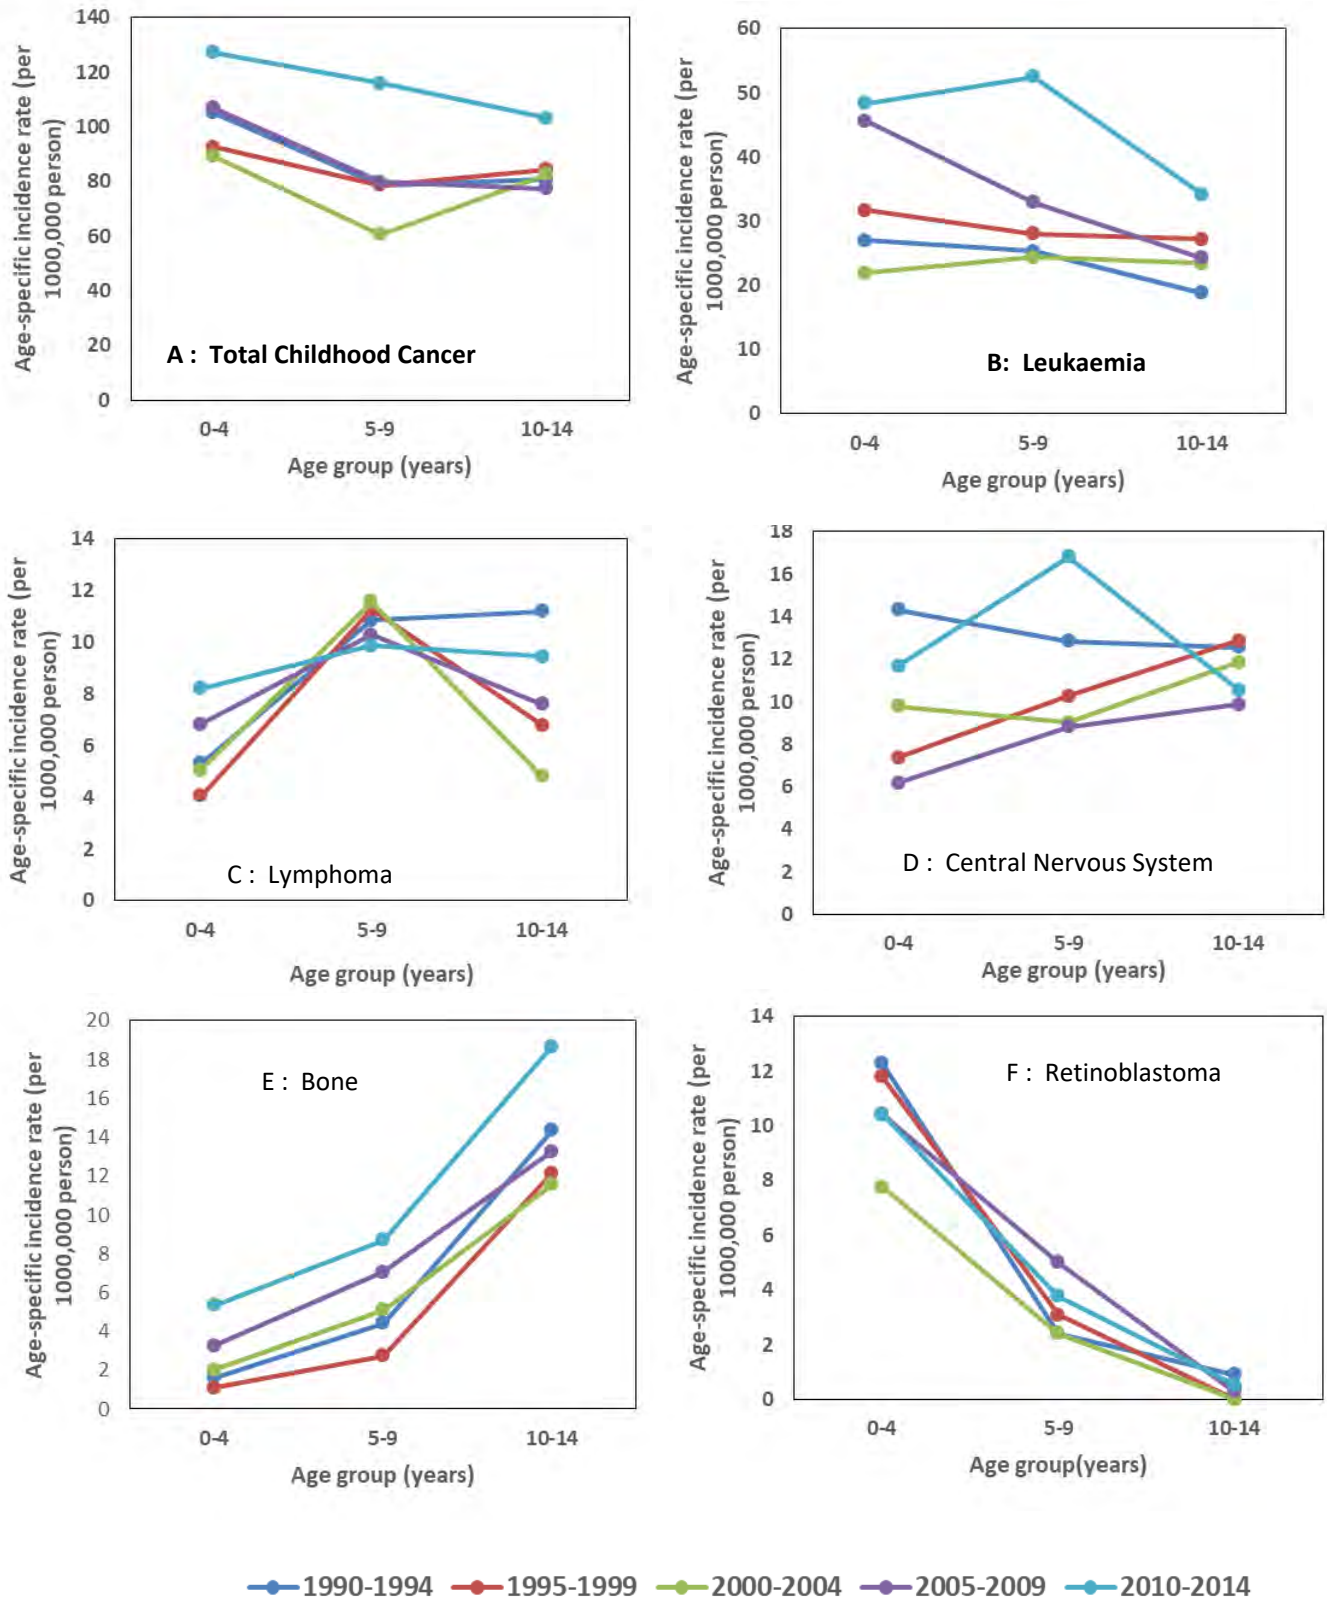 Age-specific incidence rate (per
1000,000 person)
140
120
100
80
60
40
20
0
A : Total Childhood Cancer
0-4 5-9 10-14
Age group (years)
Age-specific incidence rate (per
1000,000 person)
60
50
40
30
20
10
0
B: Leukaemia
0-4 5-9 10-14
Age group (years)
Age-specific incidence rate (per
1000,000 person)
14
12
10
8
6
4
2
0
C : Lymphoma
0-4 5-9 10-14
Age group (years)
Age-specific incidence rate (per
1000,000 person)
18
16
14
12
10
8
6
4
2
0
D : Central Nervous System
0-4 5-9 10-14
Age group (years)
Age-specific incidence rate (per
1000,000 person)
20
18
16
14
12
10
8
6
4
2
0
E : Bone
0-4 5-9 10-14
Age group (years)
Age-specific incidence rate (per
1000,000 person)
14
12
10
8
6
4
2
0
F : Retinoblastoma
0-4 5-9 10-14
Age group(years)
1990-1994 1995-1999 2000-2004 2005-2009 2010-2014